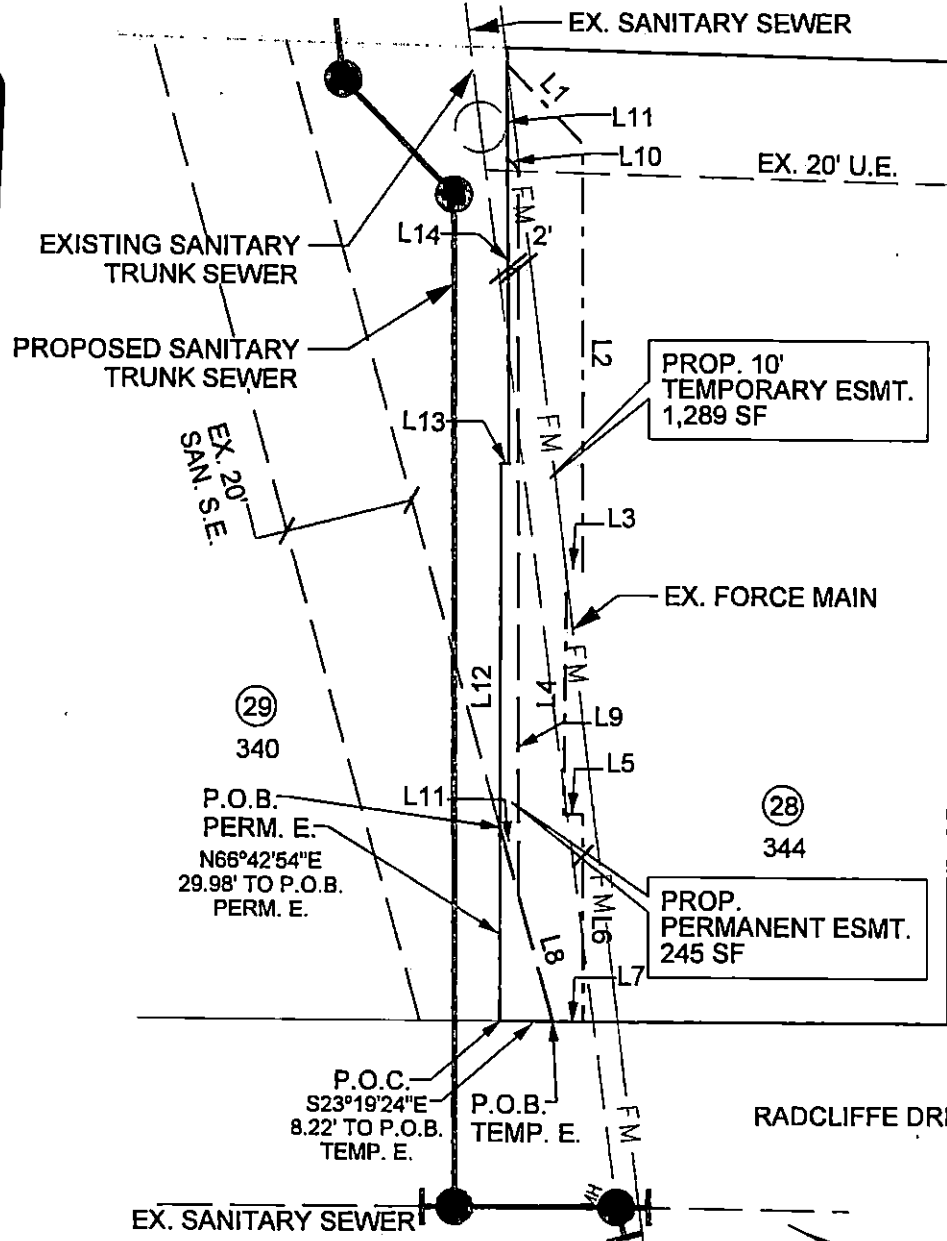 EX. SANITARY SEWER
L1
L11
L10
EX. 20' U.E.
FM
EXISTING SANITARY
TRUNK SEWER
L14
2'
PROPOSED SANITARY
TRUNK SEWER
L2
PROP. 10'
TEMPORARY ESMT.
1,289 SF
L13
FM
EX. 20'
SAN. S.E.
L3
EX. FORCE MAIN
FM
L12
L4
29
340
L9
L5
P.O.B.
PERM. E.
N66°42'54"E
29.98' TO P.O.B.
PERM. E.
L11
28
344
FM
L6
PROP.
PERMANENT ESMT.
245 SF
L8
L7
P.O.C.
S23°19'24"E
8.22' TO P.O.B.
TEMP. E.
P.O.B.
TEMP. E.
FM
RADCLIFFE DRI
EX. SANITARY SEWER